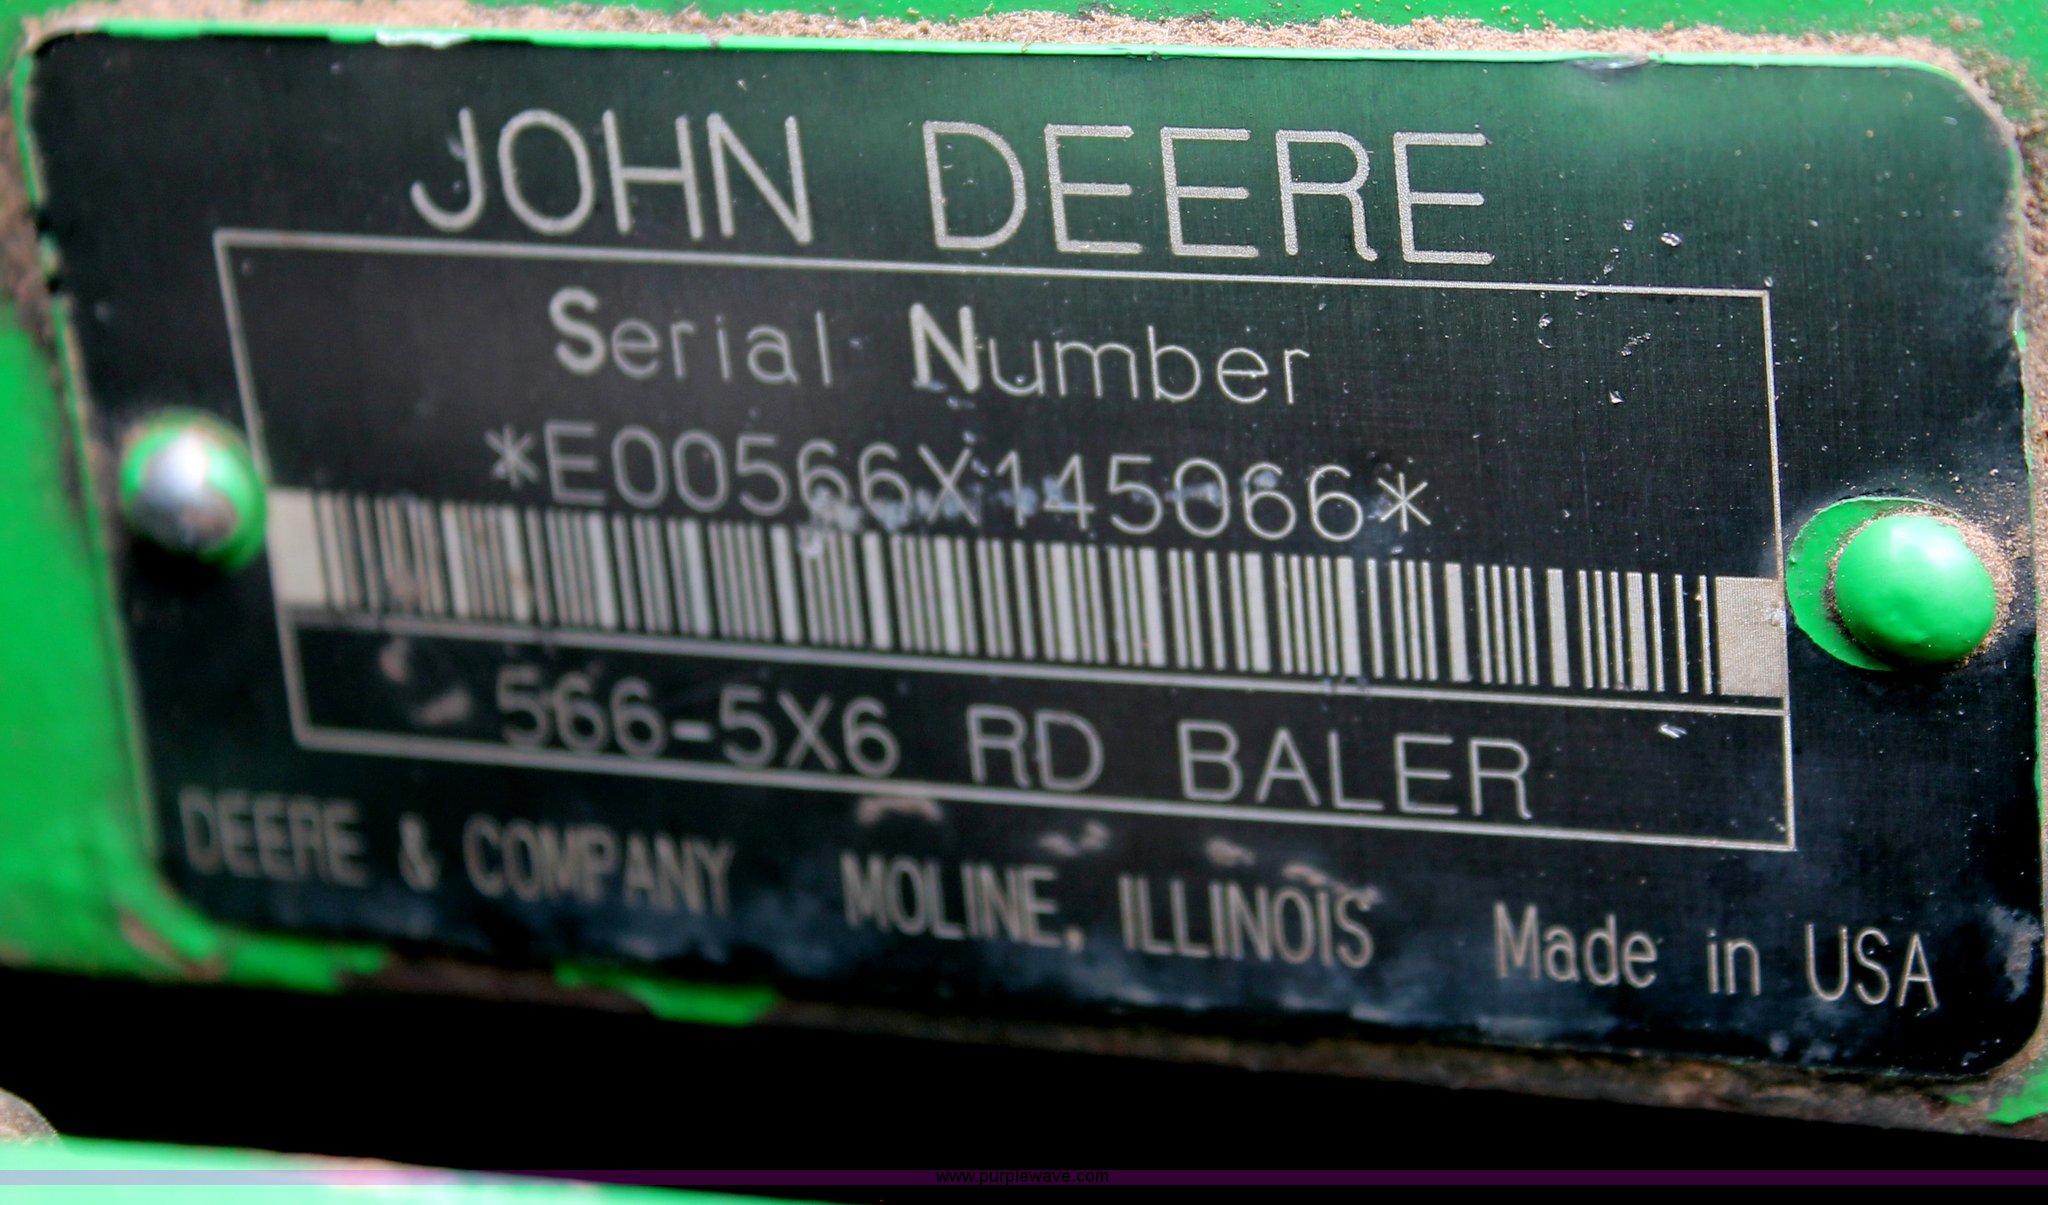 JOHN DEERE
Serial Number
*E00566X145066*
566-5X6 RD BALER
DEERE & COMPANY MOLINE, ILLINOIS Made in USA
www.purplewave.com